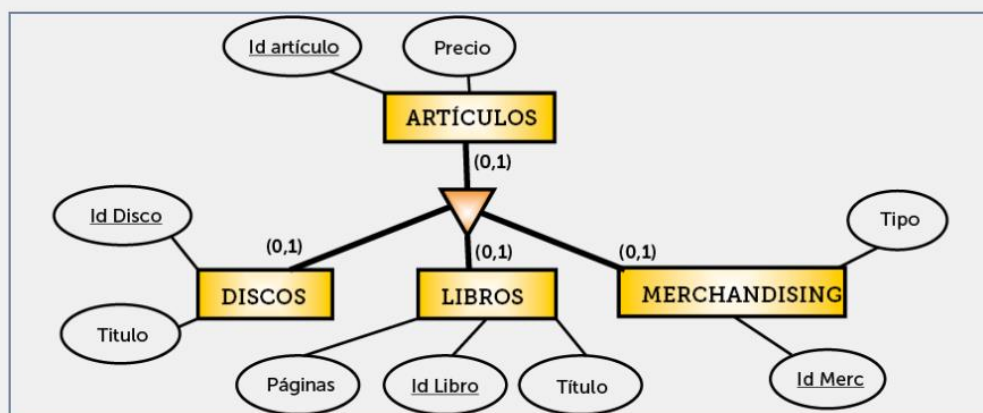 Id artículo
Precio
ARTÍCULOS
(0,1)
Id Disco
Tipo
(0,1)
(0,1)
(0,1)
DISCOS
LIBROS
MERCHANDISING
Titulo
Páginas
Id Libro
Título
Id Merc